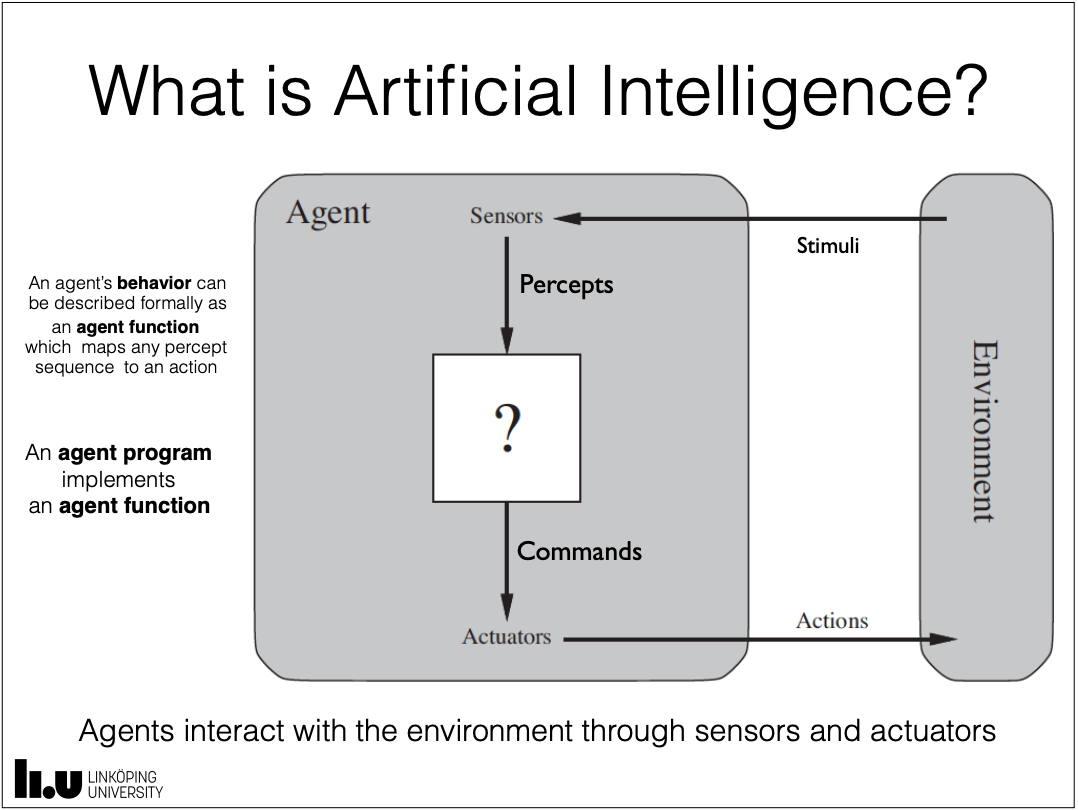 What is Artificial Intelligence?
Agent
Sensors
Stimuli
Percepts
An agent's behavior can
be described formally as
an agent function
which maps any percept
sequence to an action
?
Environment
An agent program
implements
an agent function
Commands
Actuators
Actions
Agents interact with the environment through sensors and actuators
li.u LINKÖPING
UNIVERSITY